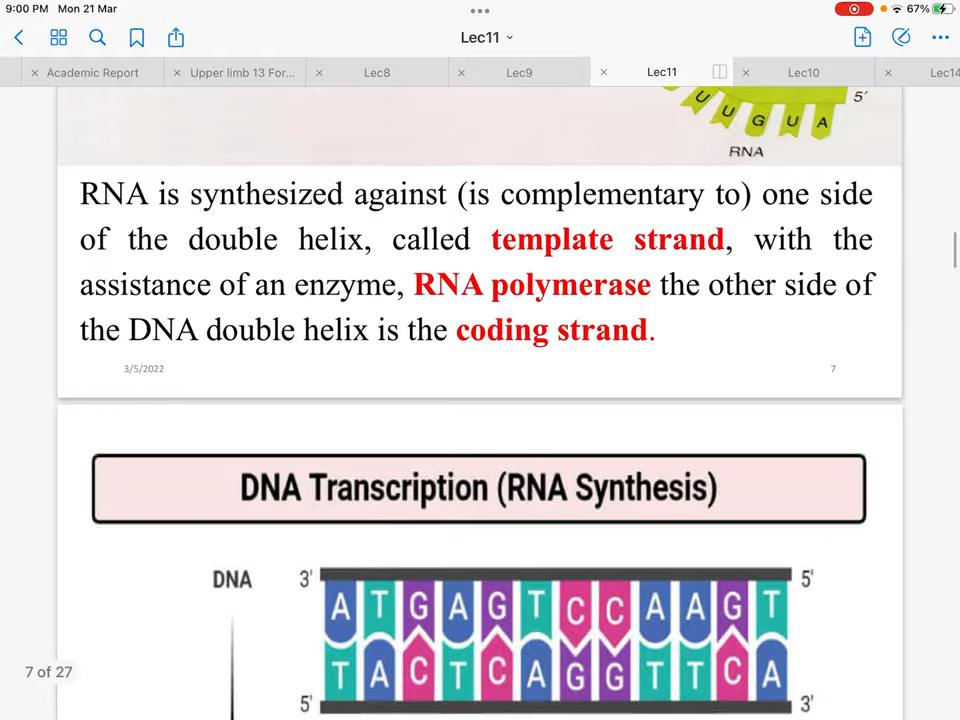 9:00 PM Mon 21 Mar
67%
Lec11
Academic Report
Upper limb 13 For...
Lec8
Lec9
Lec11
Lec10
Lec14
U U G U A 5'
RNA
RNA is synthesized against (is complementary to) one side
of the double helix, called template strand, with the
assistance of an enzyme, RNA polymerase the other side of
the DNA double helix is the coding strand.
3/5/2022
7
DNA Transcription (RNA Synthesis)
DNA 3' 5'
A T G A G T C C A A G T
T A C T C A G G T T C A
7 of 27
5' 3'